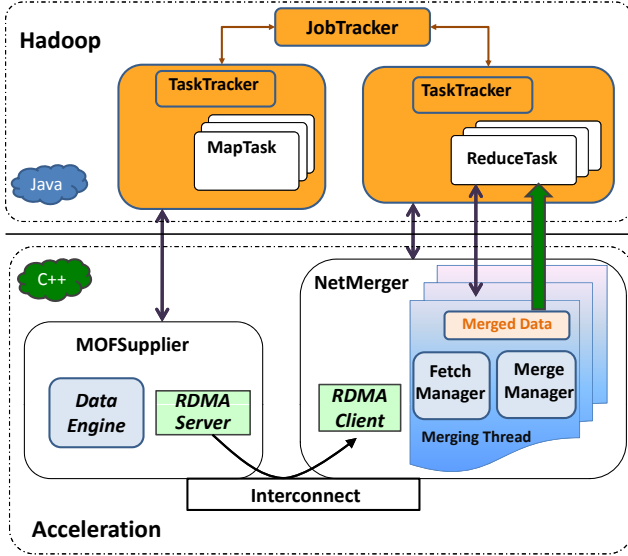 JobTracker
Hadoop
TaskTracker
TaskTracker
MapTask
ReduceTask
Java
C++
NetMerger
Merged Data
MOFSupplier
Fetch
Manager
Merge
Manager
Data
Engine
RDMA
Server
RDMA
Client
Merging Thread
Interconnect
Acceleration